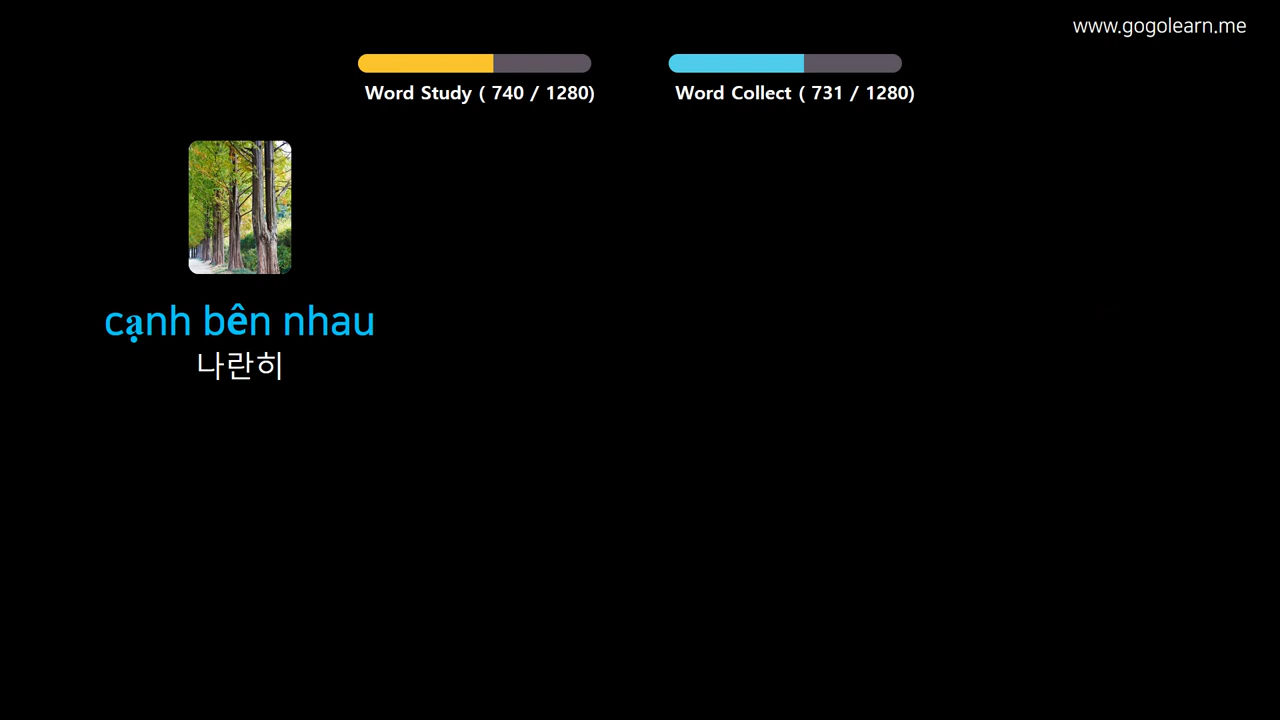 www.gogolearn.me
Word Study ( 740 / 1280)
Word Collect ( 731 / 1280)
cạnh bên nhau
나란히